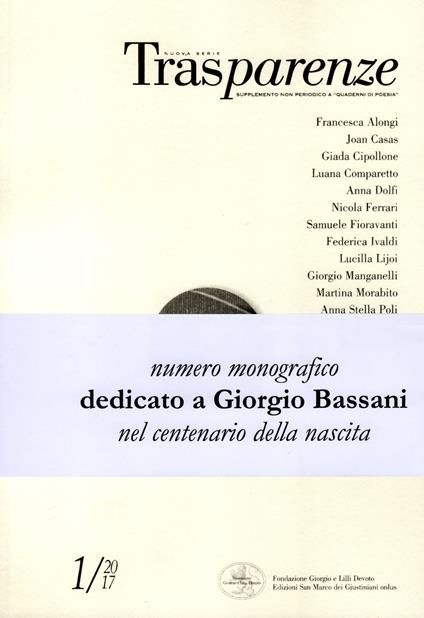 NUOVA SERIE
Trasparenze
SUPPLEMENTO NON PERIODICO A "QUADERNI DI POESIA"
Francesca Alongi
Joan Casas
Giada Cipollone
Luana Comparetto
Anna Dolfi
Nicola Ferrari
Samuele Fioravanti
Federica Ivaldi
Lucilla Lijoi
Giorgio Manganelli
Martina Morabito
Anna Stella Poli
numero monografico
dedicato a Giorgio Bassani
nel centenario della nascita
1/2017
Fondazione Giorgio e Lilli Devoto
Edizioni San Marco dei Giustiniani onlus